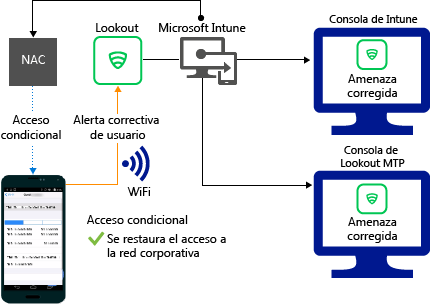 Lookout
Microsoft Intune
Consola de Intune
NAC
Amenaza
corregida
Acceso
condicional
Alerta correctiva
de usuario
WiFi
Consola de
Lookout MTP
Amenaza
corregida
Acceso condicional
Se restaura el acceso a
la red corporativa